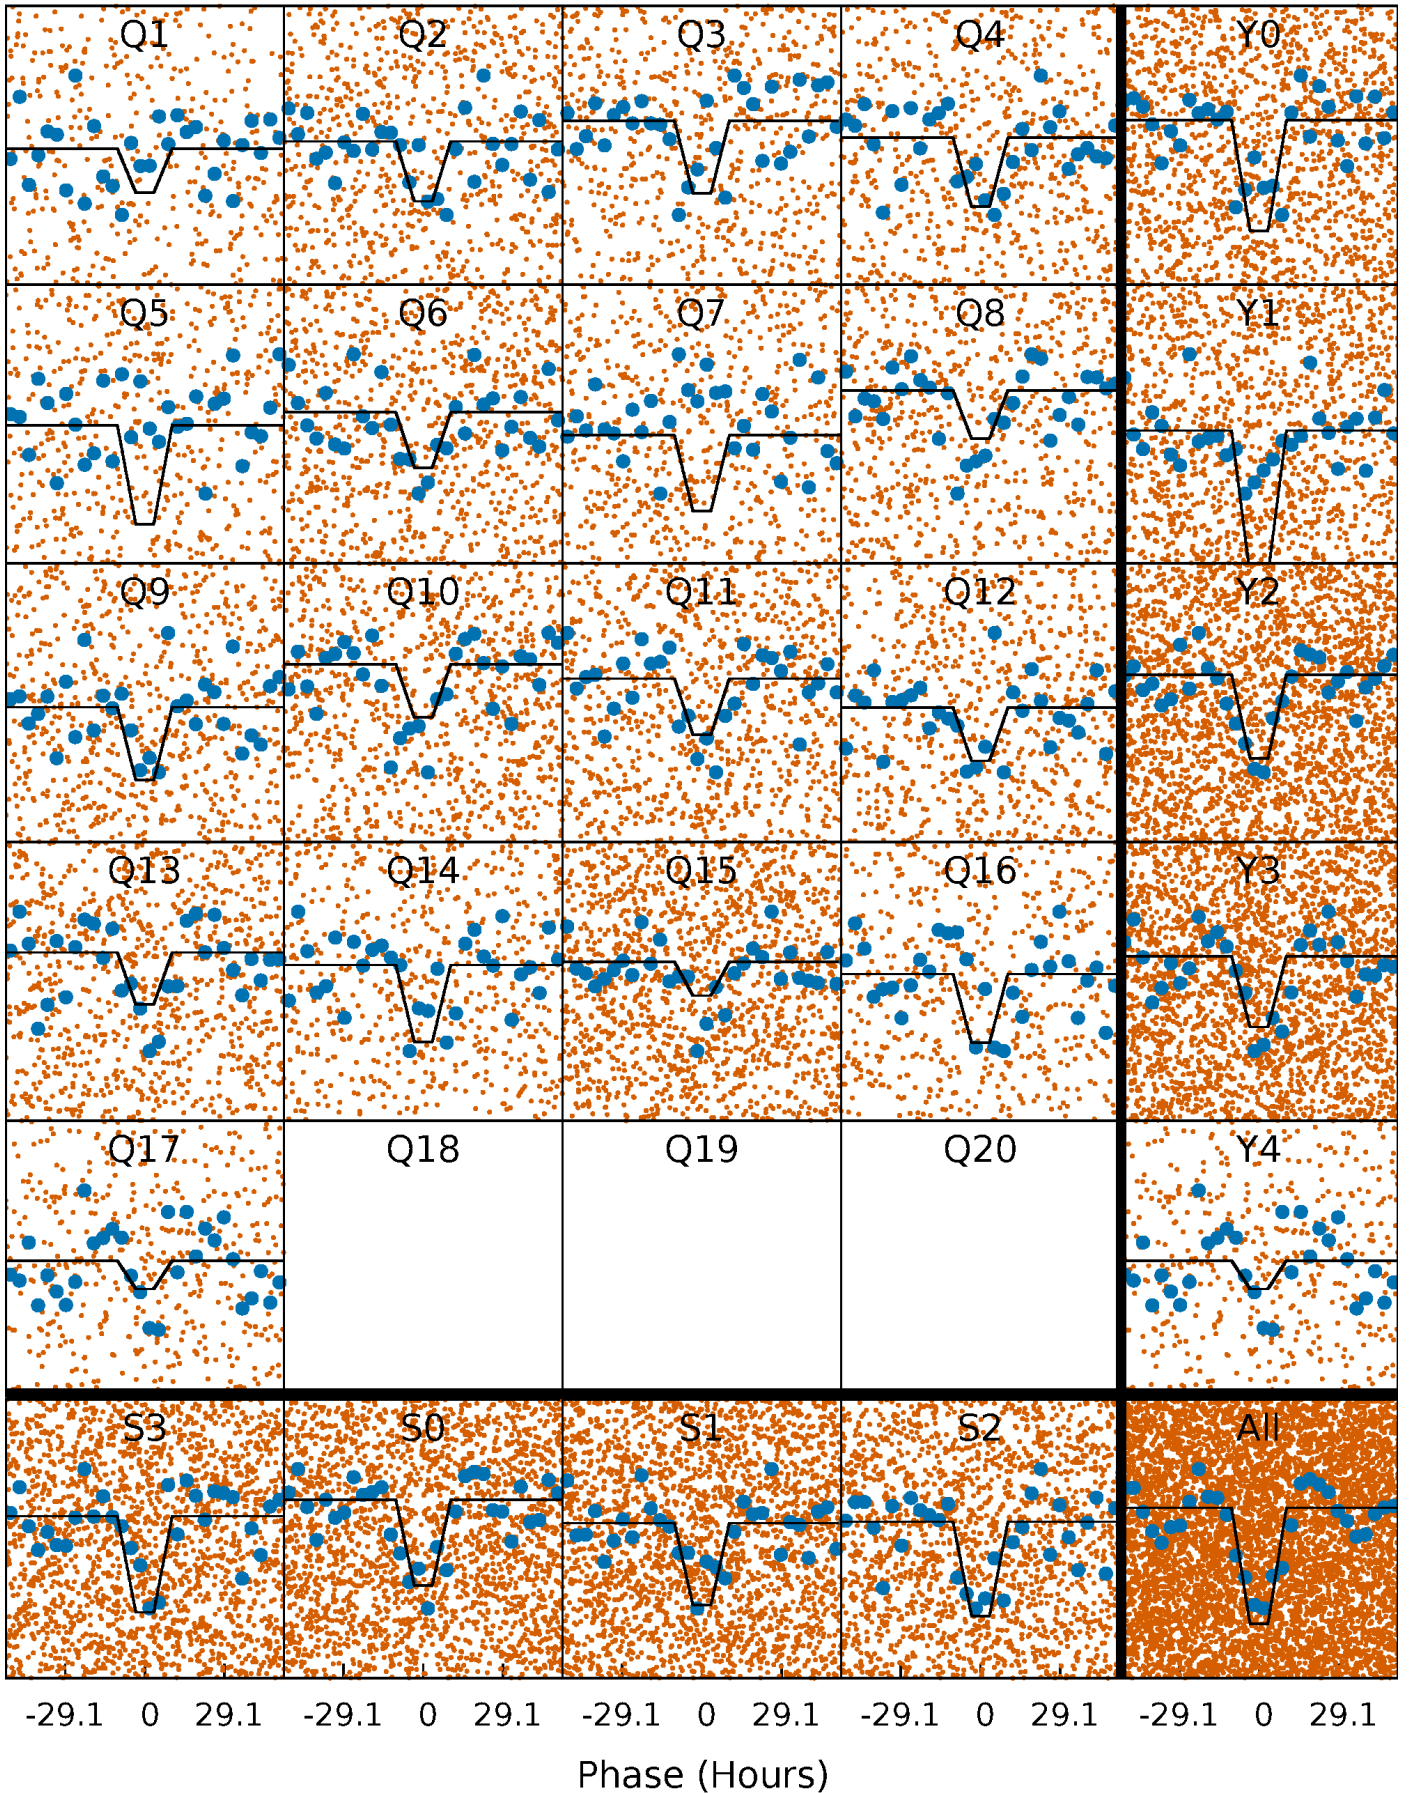 Q1 Q2 Q3 Q4 Y0
Q5 Q6 Q7 Q8 Y1
Q9 Q10 Q11 Q12 Y2
Q13 Q14 Q15 Q16 Y3
Q17 Q18 Q19 Q20 Y4
S3 S0 S1 S2 All
-29.1 0 29.1 -29.1 0 29.1 -29.1 0 29.1 -29.1 0 29.1 -29.1 0 29.1
Phase (Hours)